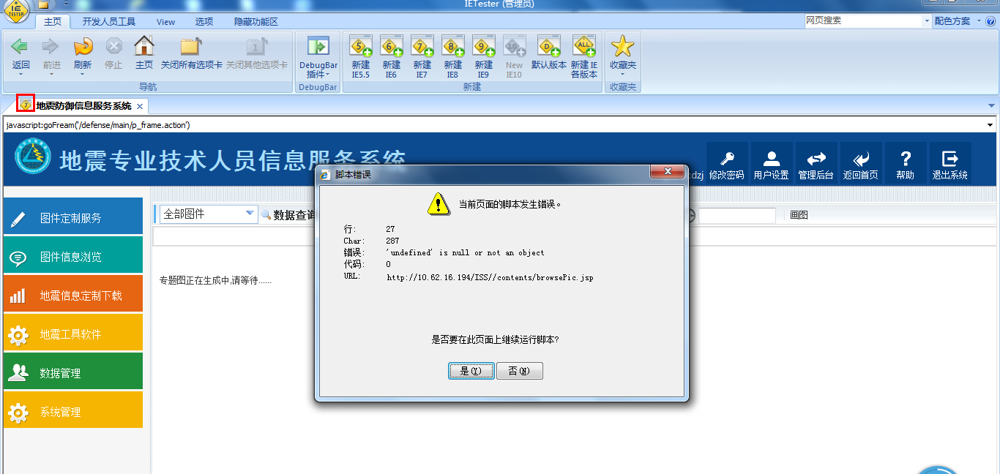 IETester (管理员)
主页 开发人员工具 View 选项 隐藏功能区 网页搜索 配色方案
返回 前进 刷新 停止 主页 关闭所有选项卡 关闭其他选项卡 DebugBar 插件 新建 IE5.5 新建 IE6 新建 IE7 新建 IE8 新建 IE9 New IE10 默认版本 新建 IE 各版本 收藏夹
导航 DebugBar 新建 收藏夹
地震防御信息服务系统
javascript:goFream('/defense/main/p_frame.action')
地震专业技术人员信息服务系统
:dzj 修改密码 用户设置 管理后台 返回首页 帮助 退出系统
图件定制服务
图件信息浏览
地震信息定制下载
地震工具软件
数据管理
系统管理
全部图件 数据查询 画图
专题图正在生成中,请等待......
脚本错误
当前页面的脚本发生错误。
行: 27
Char: 287
错误: 'undefined' is null or not an object
代码: 0
URL: http://10.62.16.194/ISS//contents/browsePic.jsp
是否要在此页面上继续运行脚本?
是(Y) 否(N)